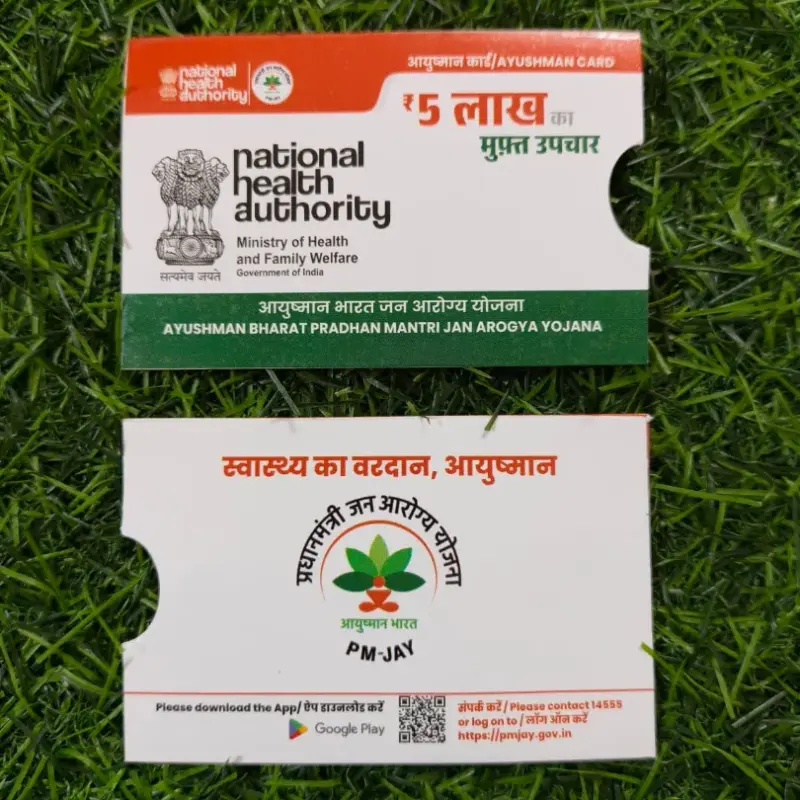 national
health
authority
PM-JAY
आयुष्मान कार्ड/AYUSHMAN CARD
₹5 लाख का
मुफ़्त उपचार
national
health
authority
Ministry of Health
and Family Welfare
Government of India
सत्यमेव जयते
आयुष्मान भारत जन आरोग्य योजना
AYUSHMAN BHARAT PRADHAN MANTRI JAN AROGYA YOJANA
स्वास्थ्य का वरदान, आयुष्मान
प्रधानमंत्री जन आरोग्य योजना
आयुष्मान भारत
PM-JAY
Please download the App/ ऐप डाउनलोड करें
Google Play
संपर्क करें / Please contact 14555
or log on to / लॉग ऑन करें
https://pmjay.gov.in